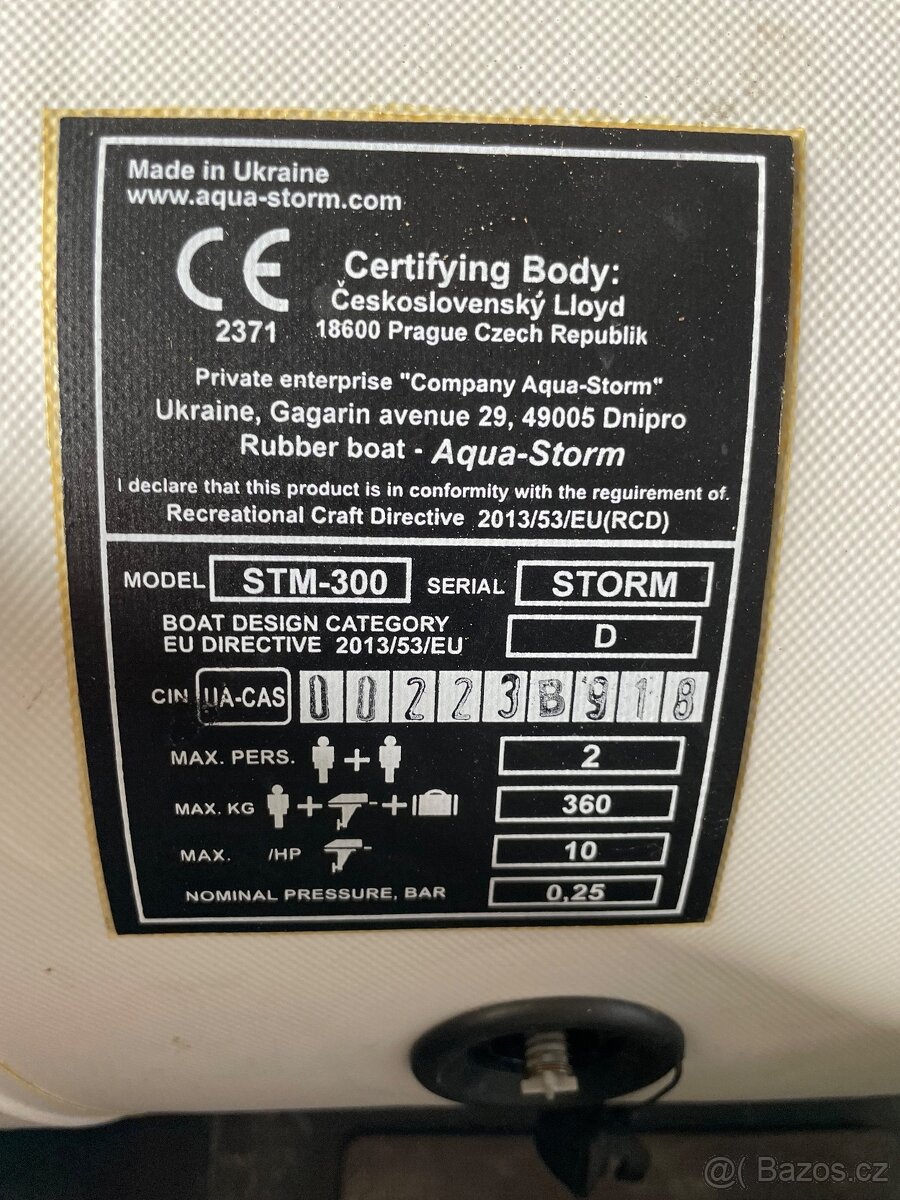 Made in Ukraine
www.aqua-storm.com
CE
2371
Certifying Body:
Československý Lloyd
18600 Prague Czech Republik
Private enterprise "Company Aqua-Storm"
Ukraine, Gagarin avenue 29, 49005 Dnipro
Rubber boat - Aqua-Storm
I declare that this product is in conformity with the reguirement of.
Recreational Craft Directive 2013/53/EU(RCD)
MODEL STM-300 SERIAL STORM
BOAT DESIGN CATEGORY
EU DIRECTIVE 2013/53/EU D
CIN UA-CAS 00223B918
MAX. PERS. + 2
MAX. KG + + 360
MAX. /HP 10
NOMINAL PRESSURE, BAR 0,25
@( Bazos.cz